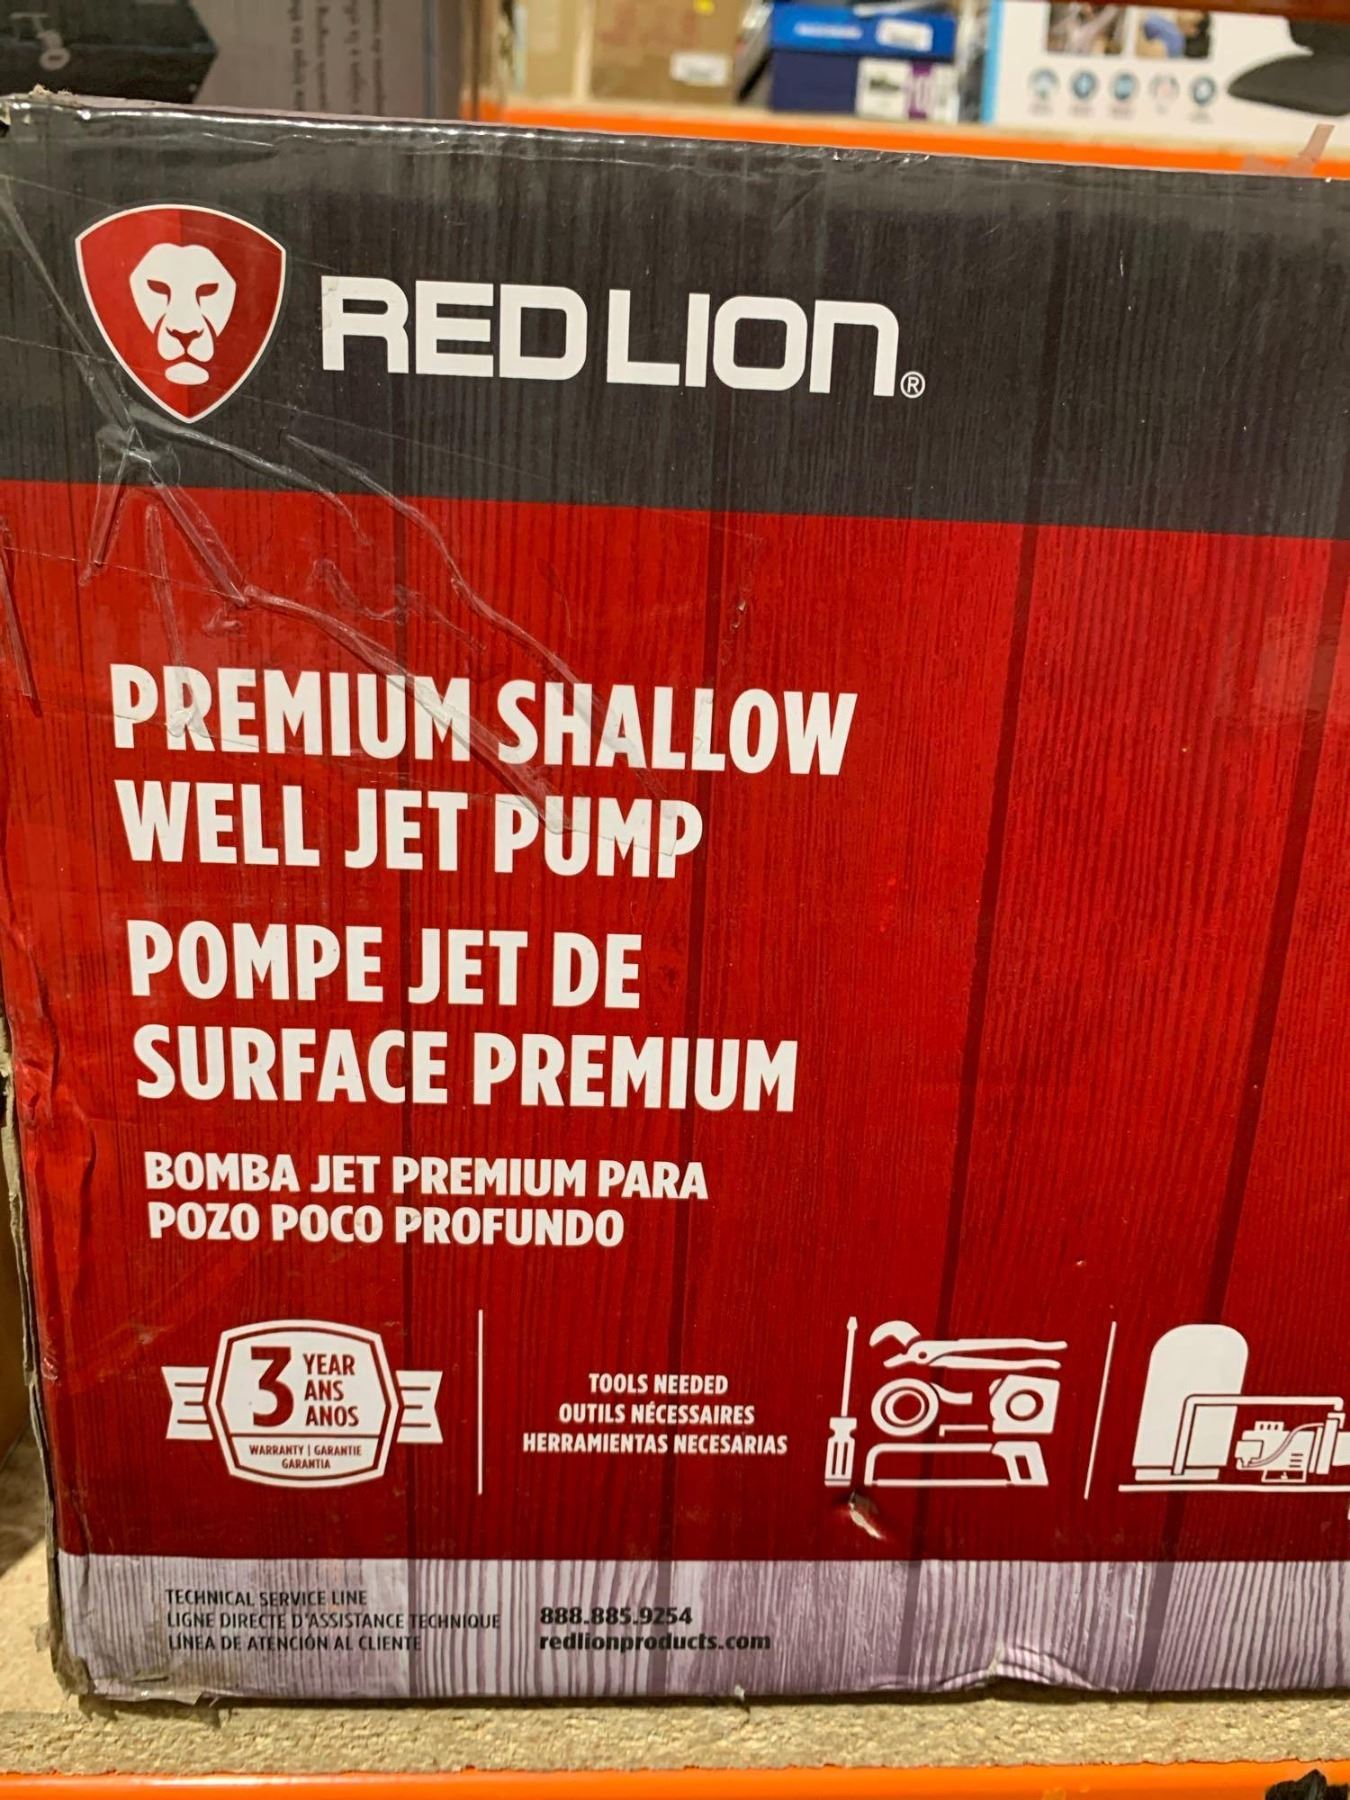 RED LION®
PREMIUM SHALLOW
WELL JET PUMP
POMPE JET DE
SURFACE PREMIUM
BOMBA JET PREMIUM PARA
POZO POCO PROFUNDO
3 YEAR
ANS
AÑOS
WARRANTY | GARANTIE
GARANTIA
TOOLS NEEDED
OUTILS NÉCESSAIRES
HERRAMIENTAS NECESARIAS
TECHNICAL SERVICE LINE
LIGNE DIRECTE D'ASSISTANCE TECHNIQUE
LÍNEA DE ATENCIÓN AL CLIENTE
888.885.9254
redlionproducts.com